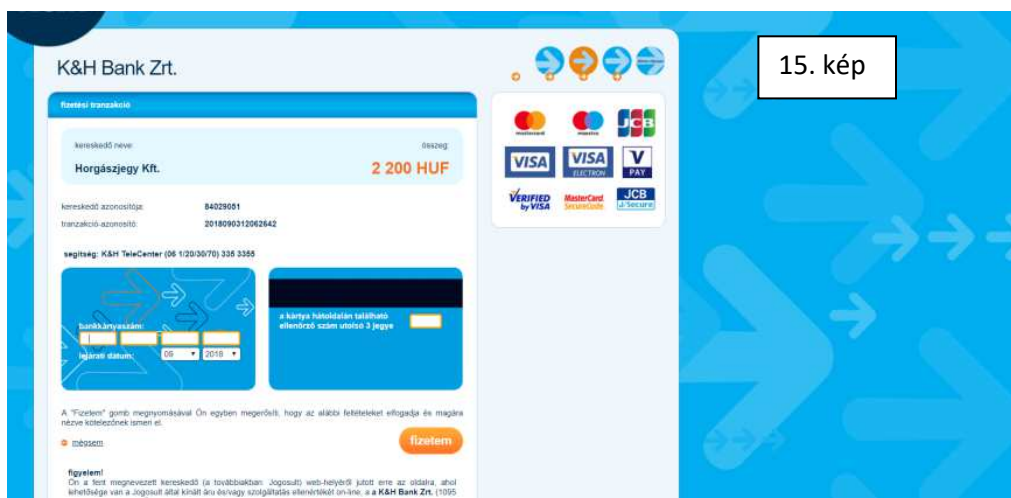 K&H Bank Zrt.
15. kép
fizetési tranzakció
kereskedő neve:
összeg:
Horgászjegy Kft.
2 200 HUF
kereskedő azonosítója:
84029051
tranzakció azonosító:
2018090312062642
segítség: K&H TeleCenter (06 1/20/30/70) 335 3355
bankkártyaszám:
lejárati dátum:
09
2018
a kártya hátoldalán található
ellenőrző szám utolsó 3 jegye
A "Fizetem" gomb megnyomásával Ön egyben megerősíti, hogy az alábbi feltételeket elfogadja és magára
nézve kötelezőnek ismeri el.
mégsem
fizetem
figyelem!
Ön a fent megnevezett kereskedő (a továbbiakban: Jogosult) web-helyéről jutott erre az oldalra, ahol
lehetősége van a Jogosult által kínált áru és/vagy szolgáltatás ellenértékét on-line, a a K&H Bank Zrt. (1095
mastercard
maestro
JCB
VISA
VISA
ELECTRON
V
PAY
VERIFIED
by VISA
MasterCard.
SecureCode.
JCB
J/Secure